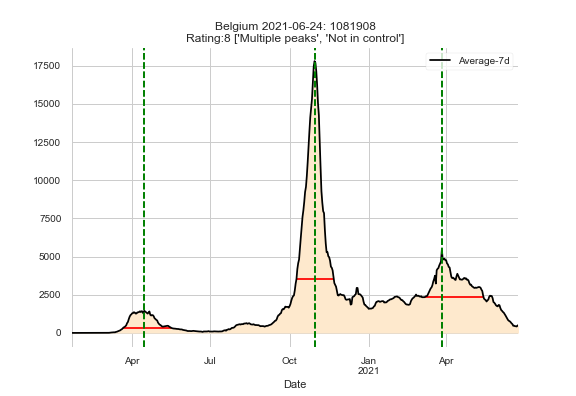 Belgium 2021-06-24: 1081908
Rating:8 ['Multiple peaks', 'Not in control']
Average-7d
17500
15000
12500
10000
7500
5000
2500
0
Apr Jul Oct Jan Apr
2021
Date